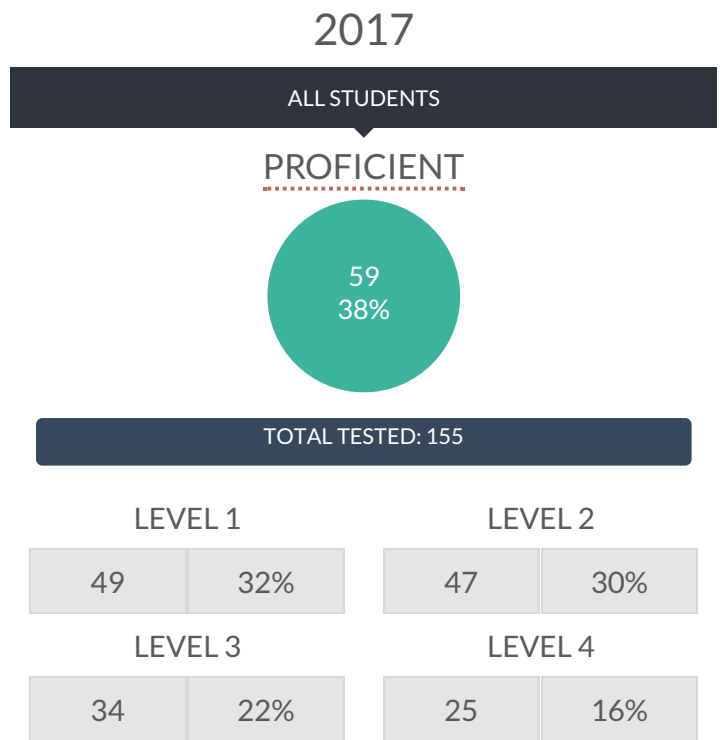 2017
ALL STUDENTS
PROFICIENT
59
38%
TOTAL TESTED: 155
LEVEL 1 LEVEL 2
49 32% 47 30%
LEVEL 3 LEVEL 4
34 22% 25 16%